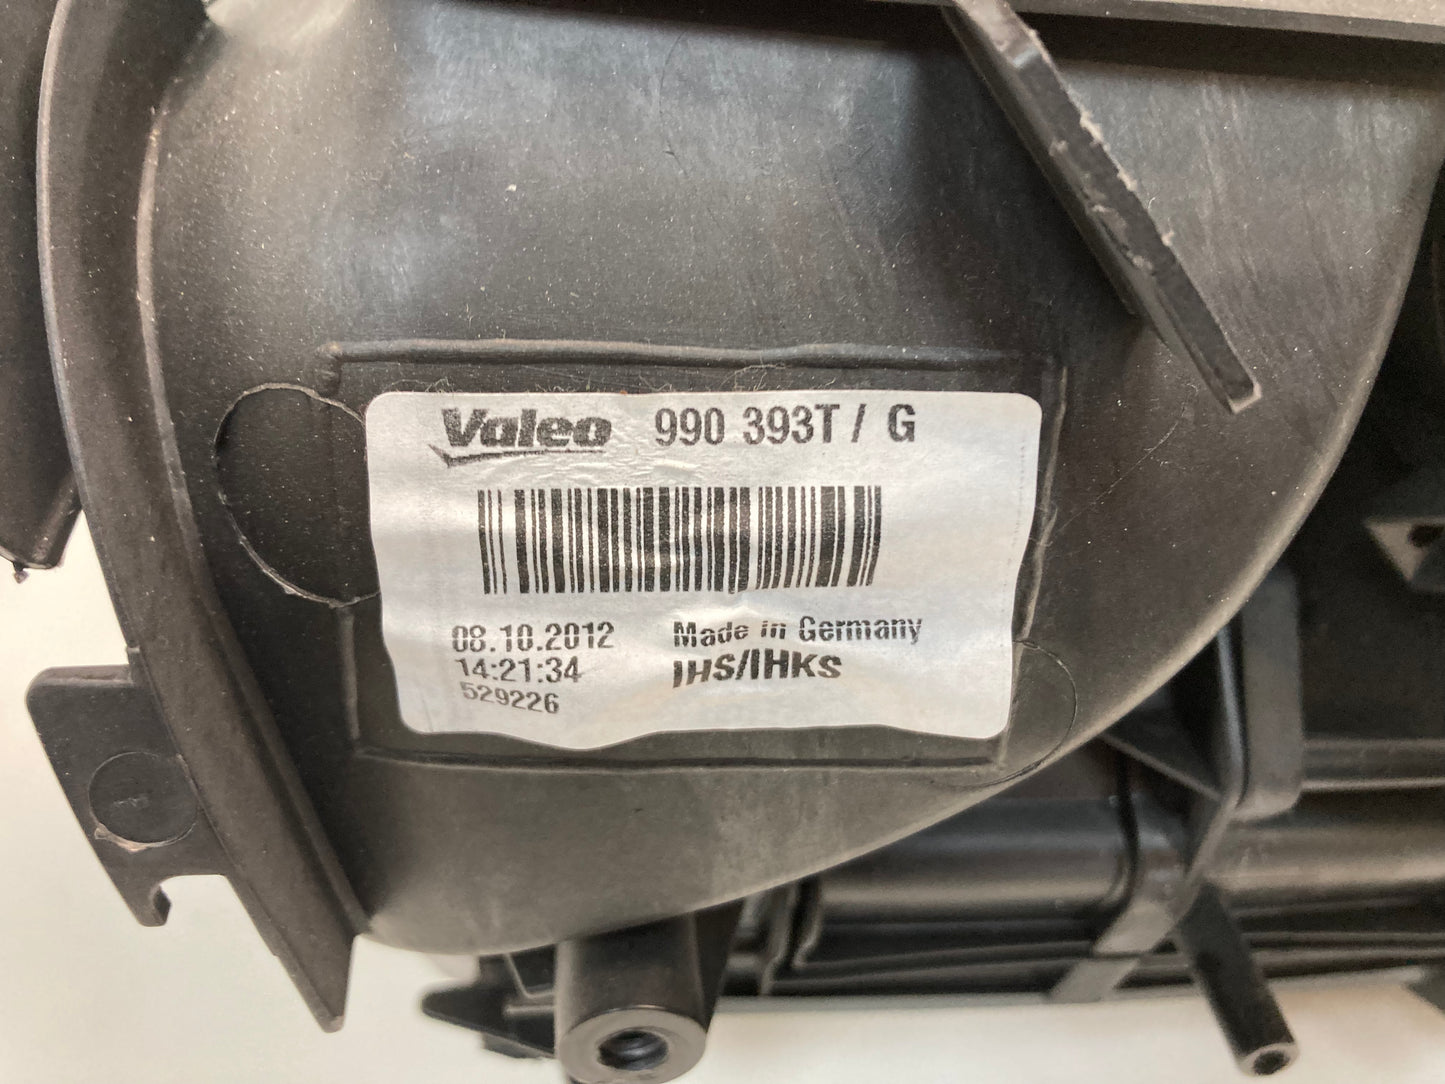 Valeo 990 393T / G
08.10.2012 Made in Germany
14:21:34 IHS/IHKS
529226